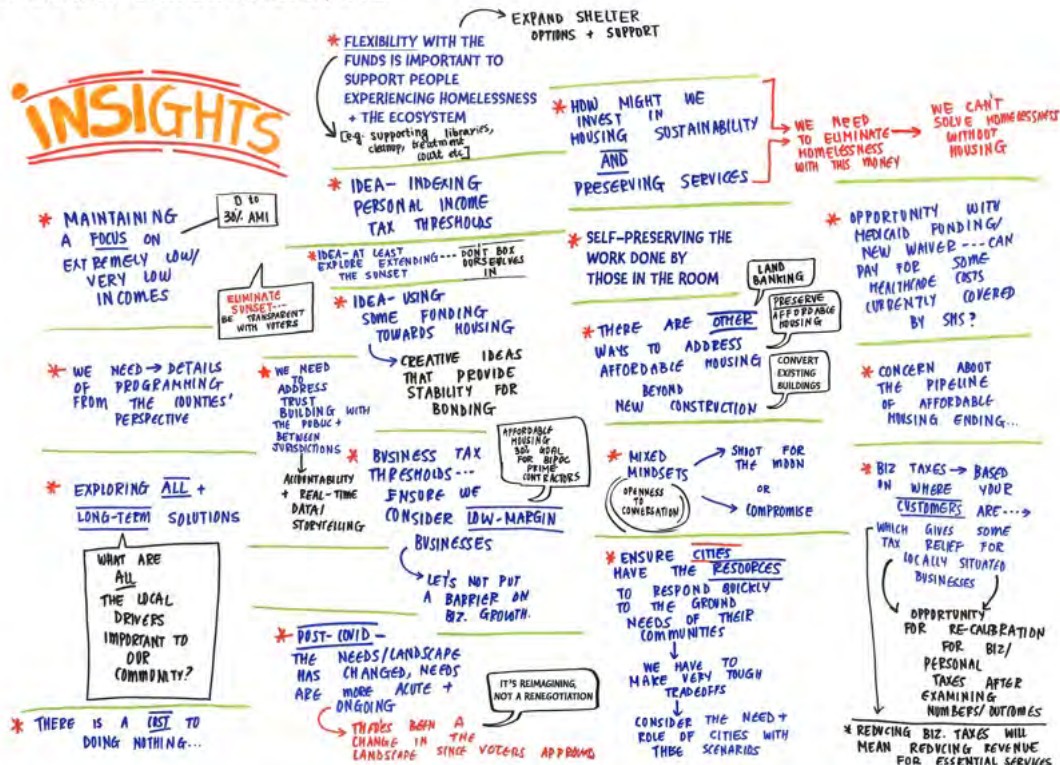 INSIGHTS
* MAINTAINING
A FOCUS ON
EXTREMELY LOW/
VERY LOW
INCOMES
0 to
30% AMI
ELIMINATE
SUNSET...
BE TRANSPARENT
WITH VOTERS
* WE NEED → DETAILS
OF PROGRAMMING
FROM THE COUNTIES'
PERSPECTIVE
* EXPLORING ALL +
LONG-TERM SOLUTIONS
WHAT ARE
ALL
THE LOCAL
DRIVERS
IMPORTANT TO
OUR
COMMUNITY?
* THERE IS A COST TO
DOING NOTHING...
* FLEXIBILITY WITH THE
FUNDS IS IMPORTANT TO
SUPPORT PEOPLE
EXPERIENCING HOMELESSNESS
+ THE ECOSYSTEM
[e.g. supporting libraries,
cleanup, treatment
court etc]
EXPAND SHELTER
OPTIONS + SUPPORT
* IDEA- INDEXING
PERSONAL INCOME
TAX THRESHOLDS
* IDEA- AT LEAST
EXPLORE EXTENDING...
THE SUNSET
DON'T BOX
OURSELVES
IN
* IDEA- USING
SOME FUNDING
TOWARDS HOUSING
CREATIVE IDEAS
THAT PROVIDE
STABILITY FOR
BONDING
* WE NEED
TO
ADDRESS
TRUST
BUILDING WITH
THE PUBLIC +
BETWEEN
JURISDICTIONS
ACCOUNTABILITY
+ REAL-TIME
DATA/
STORYTELLING
* BUSINESS TAX
THRESHOLDS...
ENSURE WE
CONSIDER LOW-MARGIN
BUSINESSES
LET'S NOT PUT
A BARRIER ON
BIZ. GROWTH.
AFFORDABLE
HOUSING
30% GOAL
FOR BIPOC
PRIME
CONTRACTORS
* POST-COVID -
THE NEEDS/LANDSCAPE
HAS CHANGED, NEEDS
ARE MORE ACUTE +
ONGOING
THERE'S BEEN A
CHANGE IN THE
LANDSCAPE SINCE VOTERS APPROVED
IT'S REIMAGINING,
NOT A RENEGOTIATION
* HOW MIGHT WE
INVEST IN
HOUSING SUSTAINABILITY
AND
PRESERVING SERVICES
WE NEED
TO ELIMINATE
HOMELESSNESS
WITH THIS MONEY
WE CAN'T
SOLVE HOMELESSNESS
WITHOUT
HOUSING
* SELF-PRESERVING THE
WORK DONE BY
THOSE IN THE ROOM
* THERE ARE OTHER
WAYS TO ADDRESS
AFFORDABLE HOUSING
BEYOND
NEW CONSTRUCTION
LAND
BANKING
PRESERVE
AFFORDABLE
HOUSING
CONVERT
EXISTING
BUILDINGS
* MIXED
MINDSETS
OPENNESS
TO
CONVERSATION
SHOOT FOR
THE MOON
OR
COMPROMISE
* ENSURE CITIES
HAVE THE RESOURCES
TO RESPOND QUICKLY
TO THE GROUND
NEEDS OF THEIR
COMMUNITIES
WE HAVE TO
MAKE VERY TOUGH
TRADEOFFS
CONSIDER THE NEED +
ROLE OF CITIES WITH
THESE SCENARIOS
* OPPORTUNITY WITH
MEDICAID FUNDING/
NEW WAIVER --- CAN
PAY FOR SOME
HEALTHCARE COSTS
CURRENTLY COVERED
BY SHS?
* CONCERN ABOUT
THE PIPELINE
OF AFFORDABLE
HOUSING ENDING...
* BIZ TAXES → BASED
ON WHERE YOUR
CUSTOMERS ARE ...
WHICH GIVES SOME
TAX RELIEF FOR
LOCALLY SITUATED
BUSINESSES
OPPORTUNITY
FOR RE-CALIBRATION
FOR BIZ/
PERSONAL
TAXES AFTER
EXAMINING
NUMBERS/OUTCOMES
* REDUCING BIZ. TAXES WILL
MEAN REDUCING REVENUE
FOR ESSENTIAL SERVICES